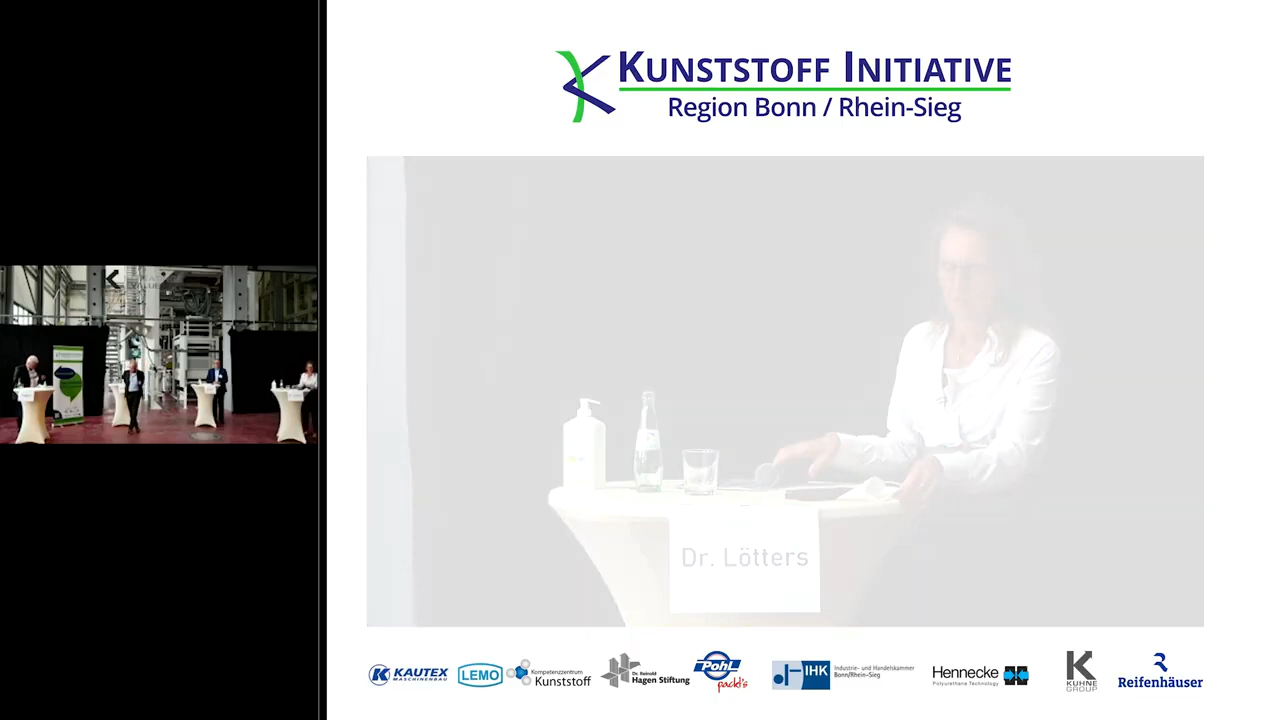 KUNSTSTOFF INITIATIVE
Region Bonn / Rhein-Sieg
Dr. Lötters
KAUTEX
MASCHINENBAU
LEMO
Kompetenzzentrum
Kunststoff
Dr. Reinold
Hagen Stiftung
Pohl
packt's
IHK
Industrie- und Handelskammer
Bonn/Rhein-Sieg
Hennecke
Polyurethane Technology
K
KUHNE
GROUP
Reifenhäuser